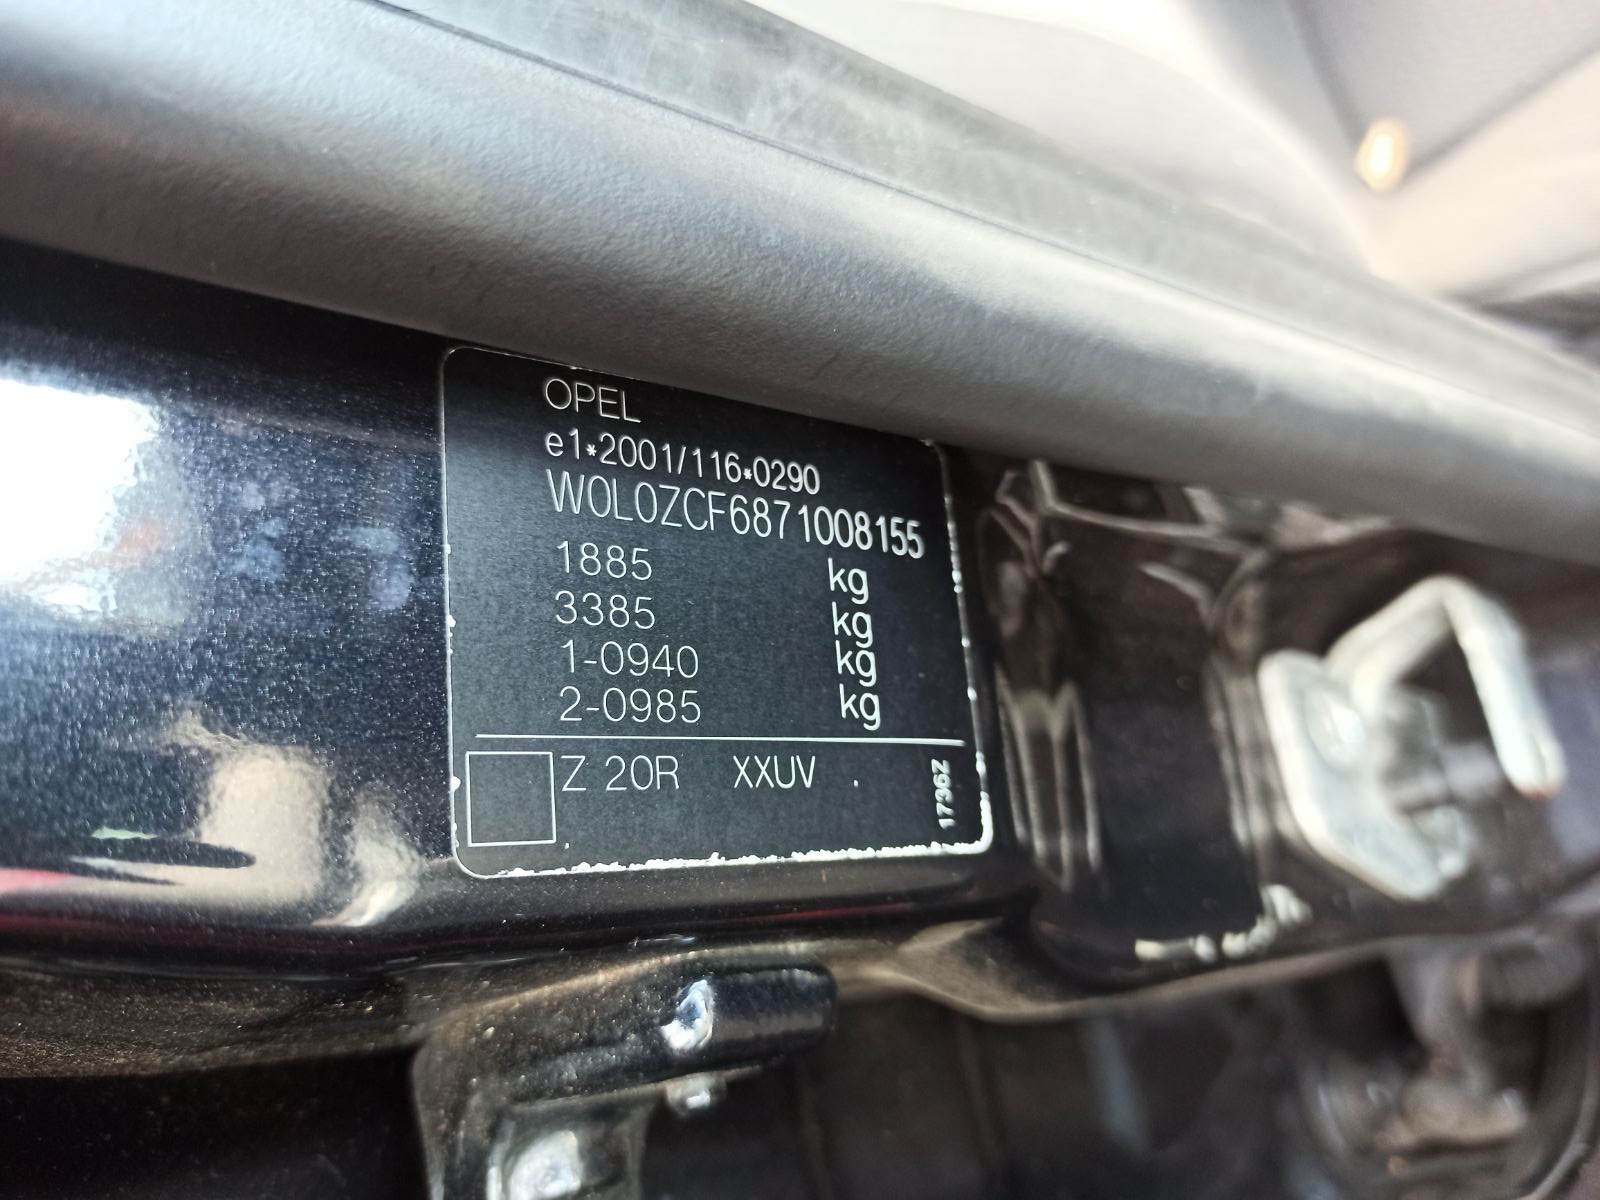 OPEL
e1*2001/116*0290
W0L0ZCF6871008155
1885 kg
3385 kg
1-0940 kg
2-0985 kg
Z 20R XXUV .
1736Z